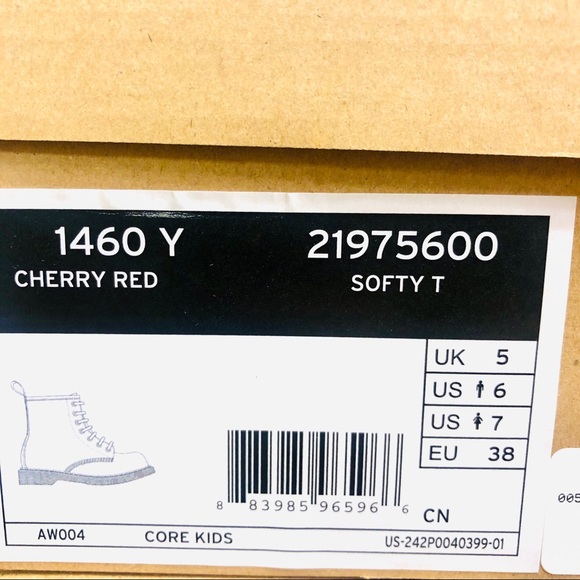 1460 Y 21975600
CHERRY RED SOFTY T
UK 5
US 6
US 7
EU 38
8 83985 96596 6
CN
AW004 CORE KIDS US-242P0040399-01
005